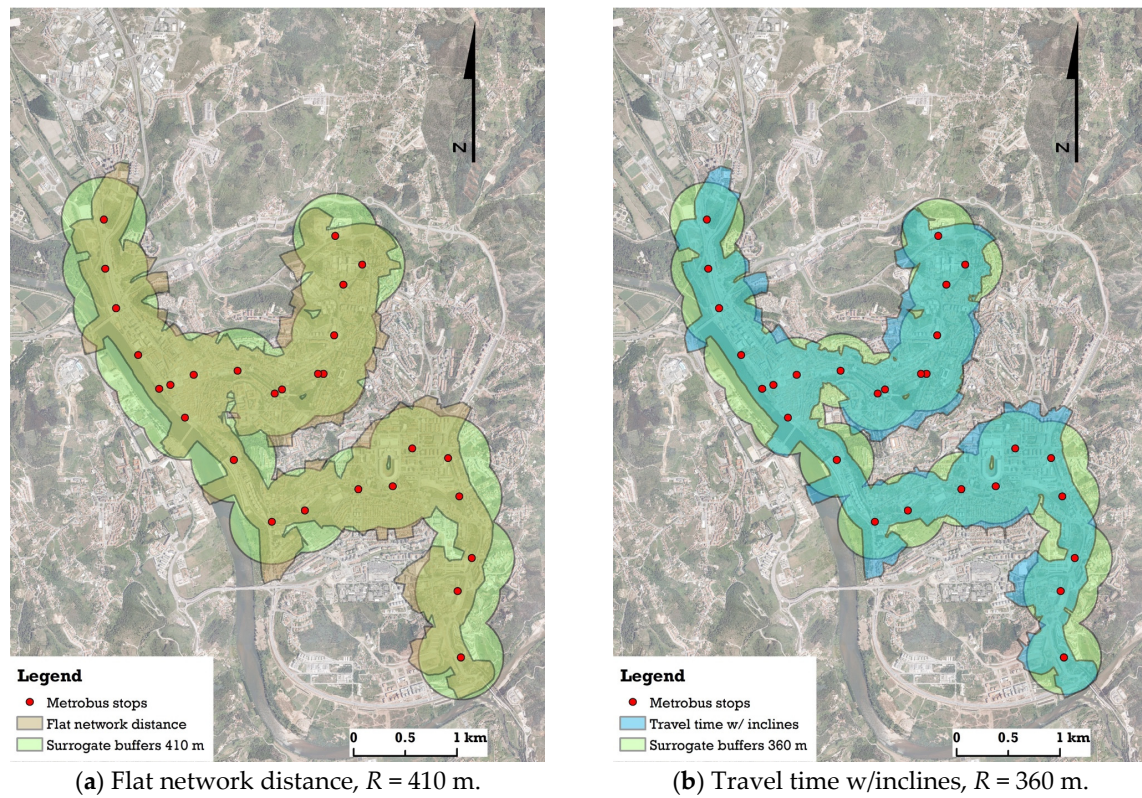 N
N
Legend
Metrobus stops
Flat network distance
Surrogate buffers 410 m
0 0.5 1 km
Legend
Metrobus stops
Travel time w/ inclines
Surrogate buffers 360 m
0 0.5 1 km
(a) Flat network distance, R = 410 m.
(b) Travel time w/inclines, R = 360 m.